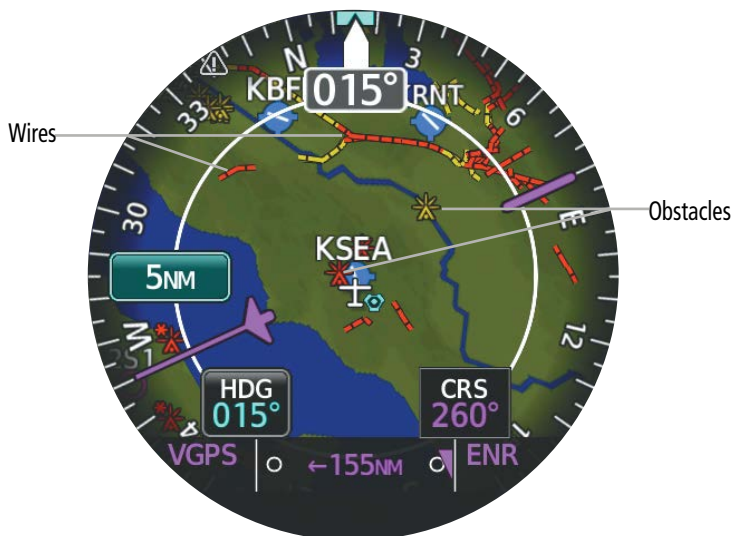 N
3
KBF
015°
RNT
33
6
Wires
30
E
Obstacles
KSEA
5NM
W
12
2S1
HDG
015°
CRS
260°
VGPS
←155NM
ENR